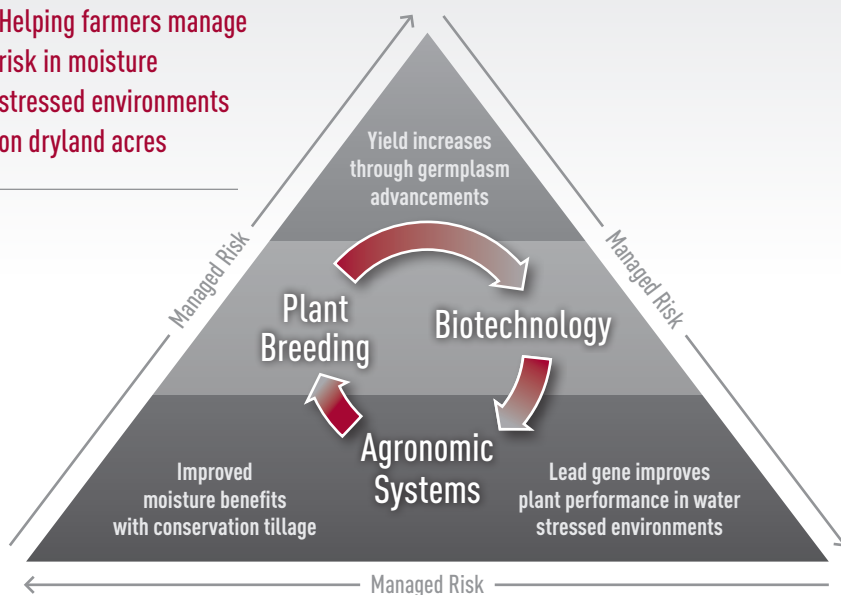 Helping farmers manage
risk in moisture
stressed environments
on dryland acres
Yield increases
through germplasm
advancements
Managed Risk
Managed Risk
Plant
Breeding
Biotechnology
Agronomic
Systems
Improved
moisture benefits
with conservation tillage
Lead gene improves
plant performance in water
stressed environments
Managed Risk